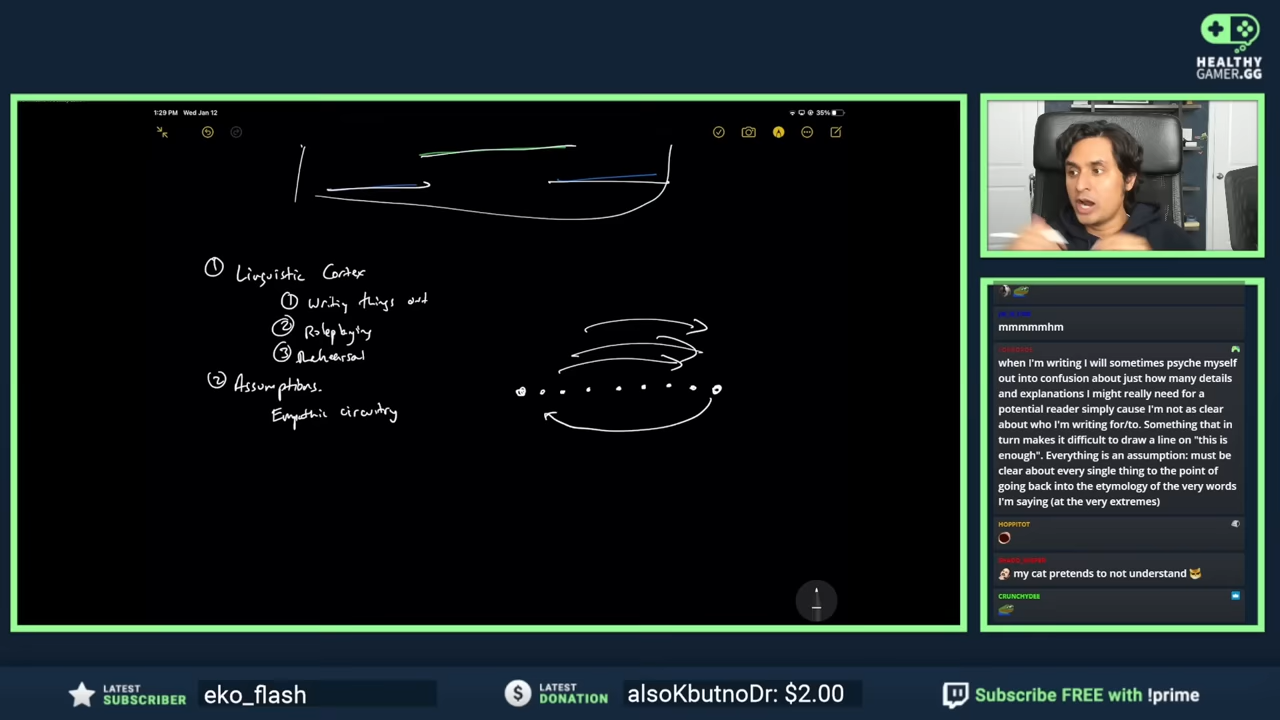 HEALTHY
GAMER.GG
1:29 PM Wed Jan 12
35%
① Linguistic Cortex
① Writing things out
② Roleplaying
③ Rehearsal
② Assumptions.
Empathic circuitry
mmmmmhm
when I'm writing I will sometimes psyche myself
out into confusion about just how many details
and explanations I might really need for a
potential reader simply cause I'm not as clear
about who I'm writing for/to. Something that in
turn makes it difficult to draw a line on "this is
enough". Everything is an assumption: must be
clear about every single thing to the point of
going back into the etymology of the very words
I'm saying (at the very extremes)
HOPPITOT
my cat pretends to not understand
CRUNCHYDEE
LATEST
SUBSCRIBER
eko_flash
LATEST
DONATION
alsoKbutnoDr: $2.00
Subscribe FREE with !prime